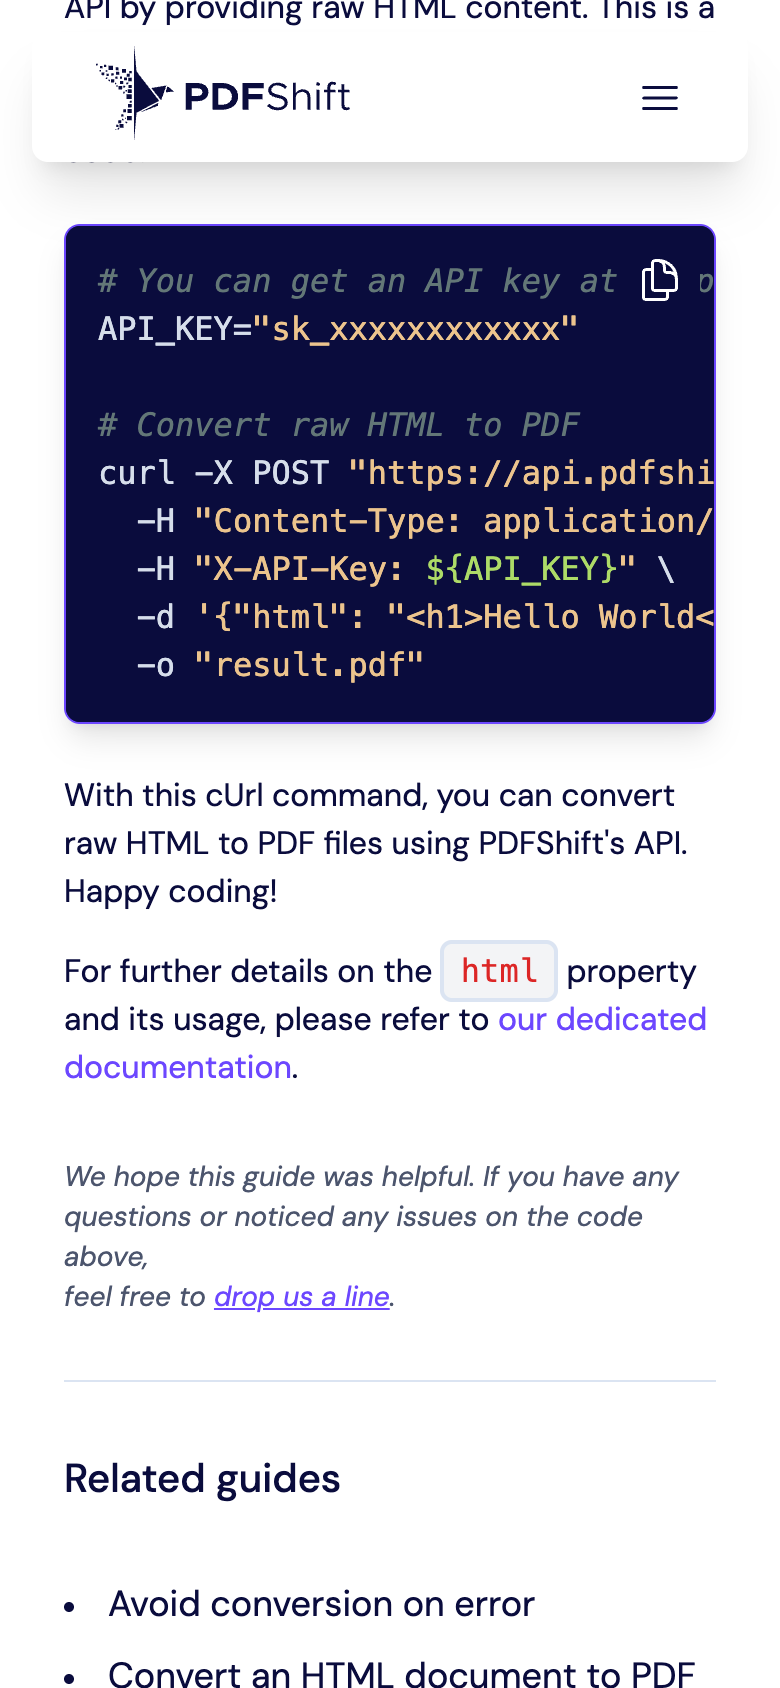 API by providing raw HTML content. This is a
PDFShift
# You can get an API key at
API_KEY="sk_xxxxxxxxxxxx"
# Convert raw HTML to PDF
curl -X POST "https://api.pdfshi
-H "Content-Type: application/
-H "X-API-Key: ${API_KEY}" \
-d '{"html": "<h1>Hello World<
-o "result.pdf"
With this cUrl command, you can convert
raw HTML to PDF files using PDFShift's API.
Happy coding!
For further details on the html property
and its usage, please refer to our dedicated
documentation.
We hope this guide was helpful. If you have any
questions or noticed any issues on the code
above,
feel free to drop us a line.
Related guides
• Avoid conversion on error
• Convert an HTML document to PDF